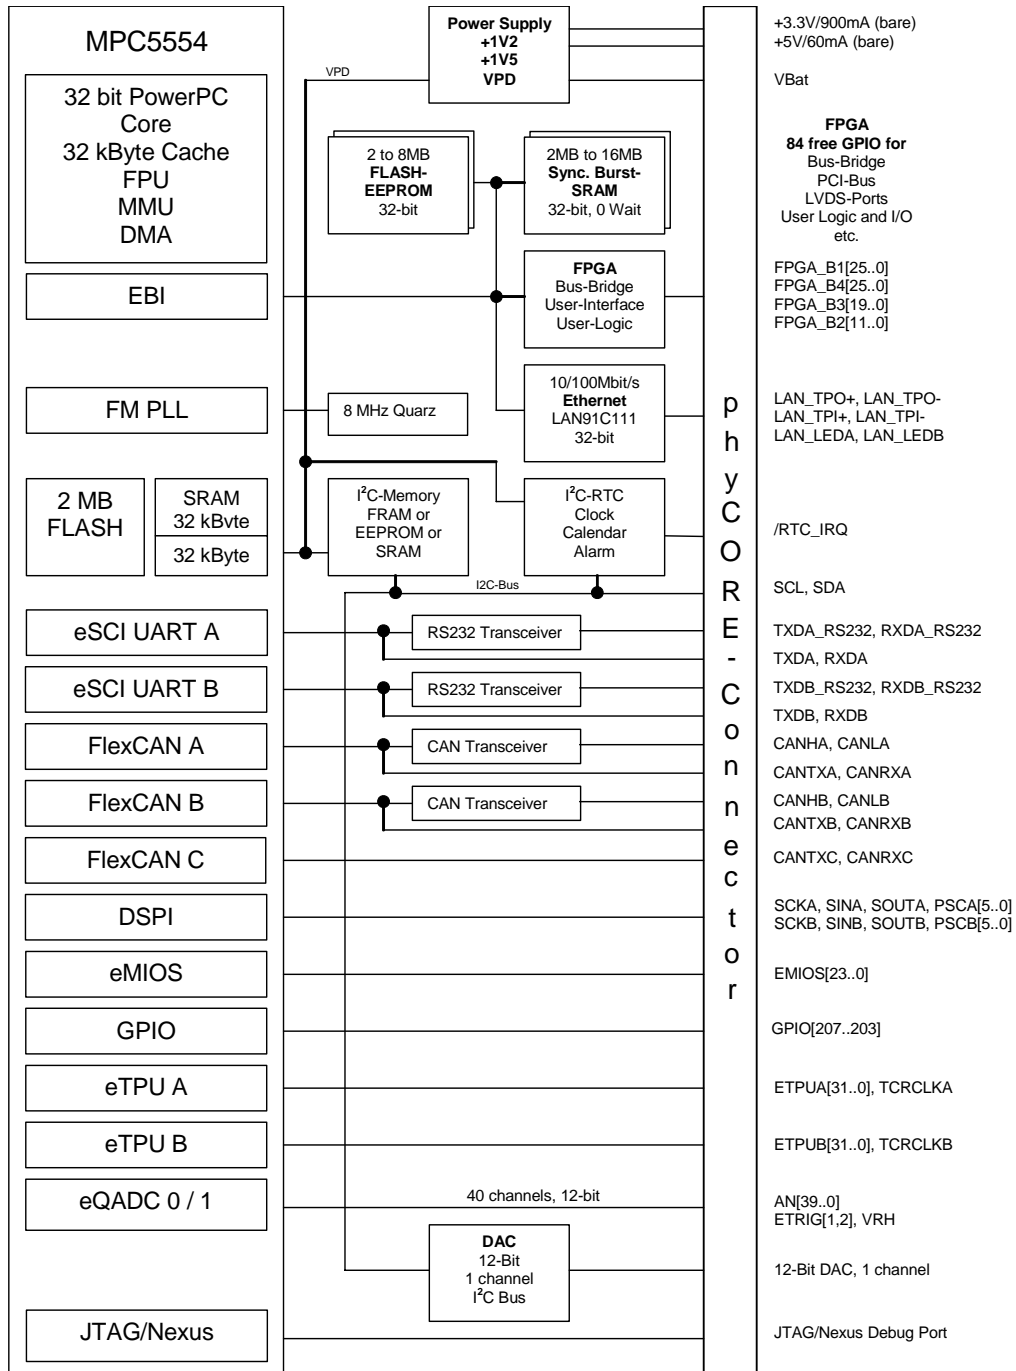 MPC5554
32 bit PowerPC
Core
32 kByte Cache
FPU
MMU
DMA
EBI
FM PLL
2 MB
FLASH
SRAM
32 kByte
32 kByte
eSCI UART A
eSCI UART B
FlexCAN A
FlexCAN B
FlexCAN C
DSPI
eMIOS
GPIO
eTPU A
eTPU B
eQADC 0 / 1
JTAG/Nexus
Power Supply
+1V2
+1V5
VPD
VPD
2 to 8MB
FLASH-
EEPROM
32-bit
2MB to 16MB
Sync. Burst-
SRAM
32-bit, 0 Wait
FPGA
Bus-Bridge
User-Interface
User-Logic
10/100Mbit/s
Ethernet
LAN91C111
32-bit
8 MHz Quarz
I²C-Memory
FRAM or
EEPROM or
SRAM
I²C-RTC
Clock
Calendar
Alarm
I2C-Bus
RS232 Transceiver
RS232 Transceiver
CAN Transceiver
CAN Transceiver
40 channels, 12-bit
DAC
12-Bit
1 channel
I²C Bus
phyCORE-Connector
+3.3V/900mA (bare)
+5V/60mA (bare)
VBat
FPGA
84 free GPIO for
Bus-Bridge
PCI-Bus
LVDS-Ports
User Logic and I/O
etc.
FPGA_B1[25..0]
FPGA_B4[25..0]
FPGA_B3[19..0]
FPGA_B2[11..0]
LAN_TPO+, LAN_TPO-
LAN_TPI+, LAN_TPI-
LAN_LEDA, LAN_LEDB
/RTC_IRQ
SCL, SDA
TXDA_RS232, RXDA_RS232
TXDA, RXDA
TXDB_RS232, RXDB_RS232
TXDB, RXDB
CANHA, CANLA
CANTXA, CANRXA
CANHB, CANLB
CANTXB, CANRXB
CANTXC, CANRXC
SCKA, SINA, SOUTA, PSCA[5..0]
SCKB, SINB, SOUTB, PSCB[5..0]
EMIOS[23..0]
GPIO[207..203]
ETPUA[31..0], TCRCLKA
ETPUB[31..0], TCRCLKB
AN[39..0]
ETRIG[1,2], VRH
12-Bit DAC, 1 channel
JTAG/Nexus Debug Port